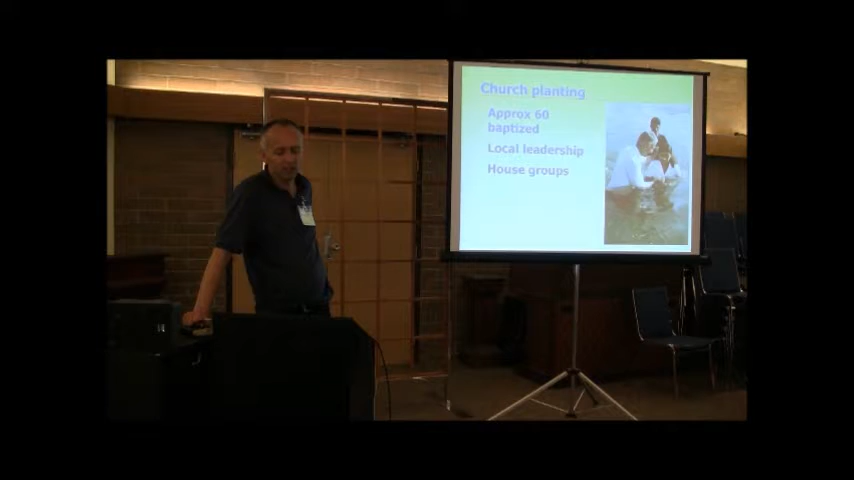 Church planting
Approx 60
baptized
Local leadership
House groups